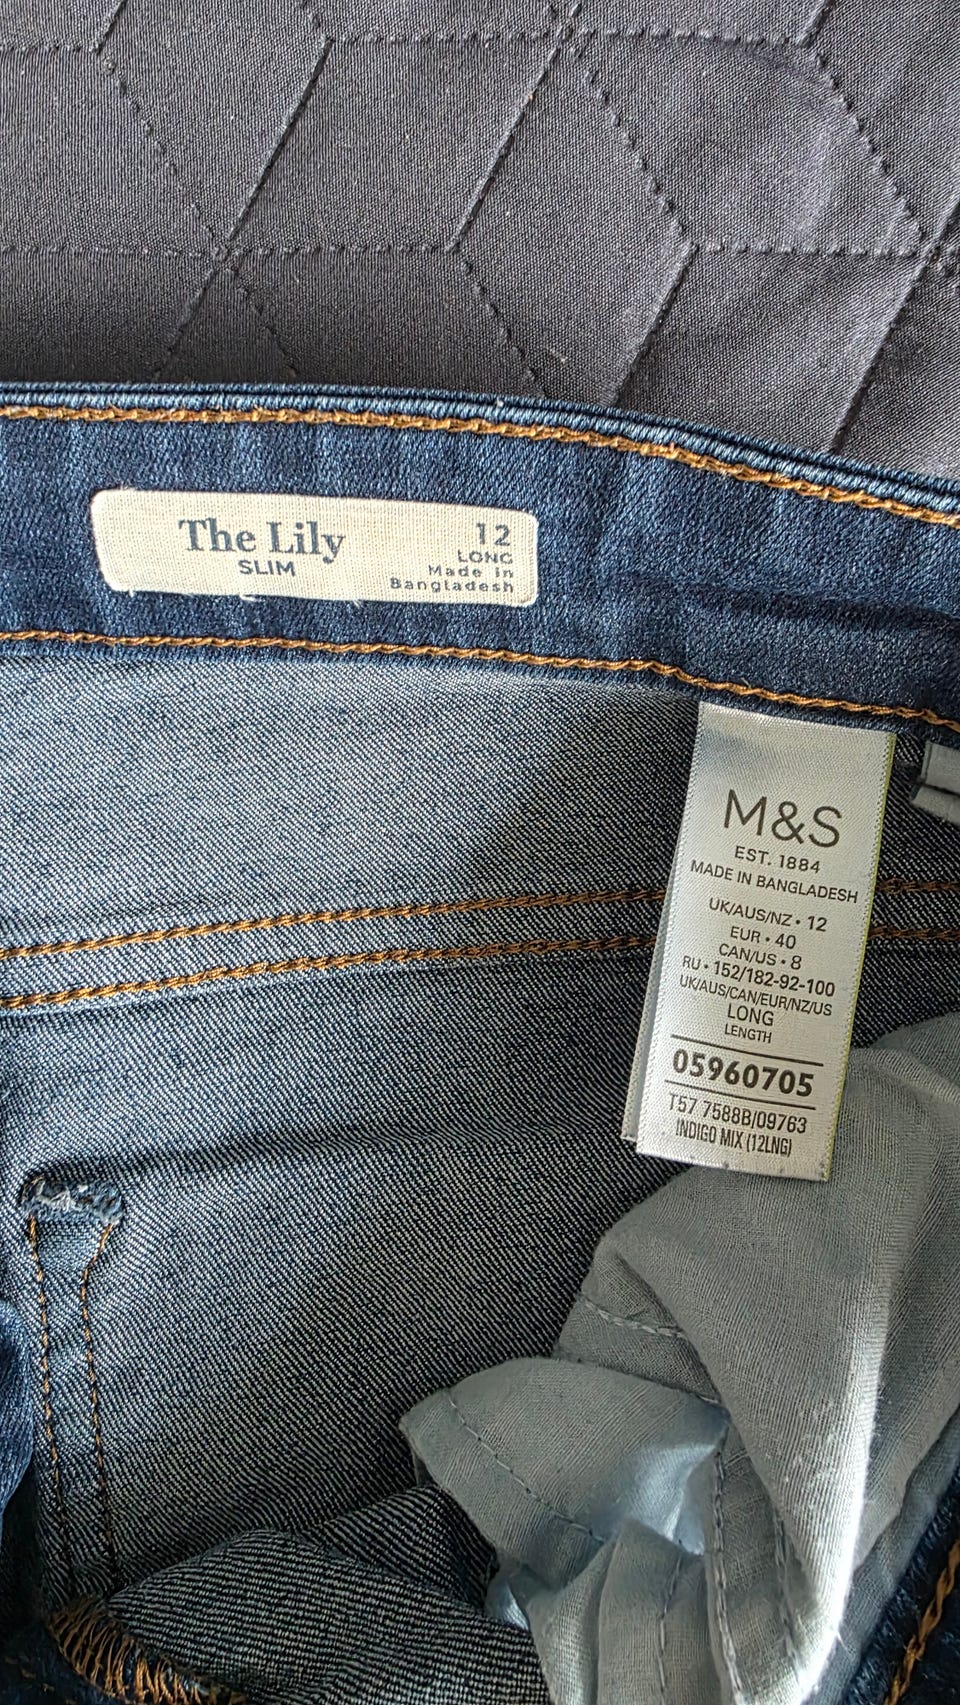 The Lily
SLIM
12
LONG
Made in
Bangladesh
M&S
EST. 1884
MADE IN BANGLADESH
UK/AUS/NZ • 12
EUR • 40
CAN/US • 8
RU • 152/182-92-100
UK/AUS/CAN/EUR/NZ/US
LONG
LENGTH
05960705
T57 7588B/09763
INDIGO MIX (12LNG)